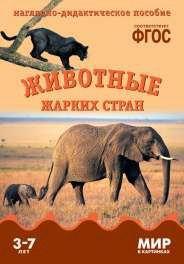 НАГЛЯДНО-ДИДАКТИЧЕСКОЕ ПОСОБИЕ
СООТВЕТСТВУЕТ
ФГОС
ЖИВОТНЫЕ
ЖАРКИХ СТРАН
3-7
ЛЕТ
МИР
В КАРТИНКАХ